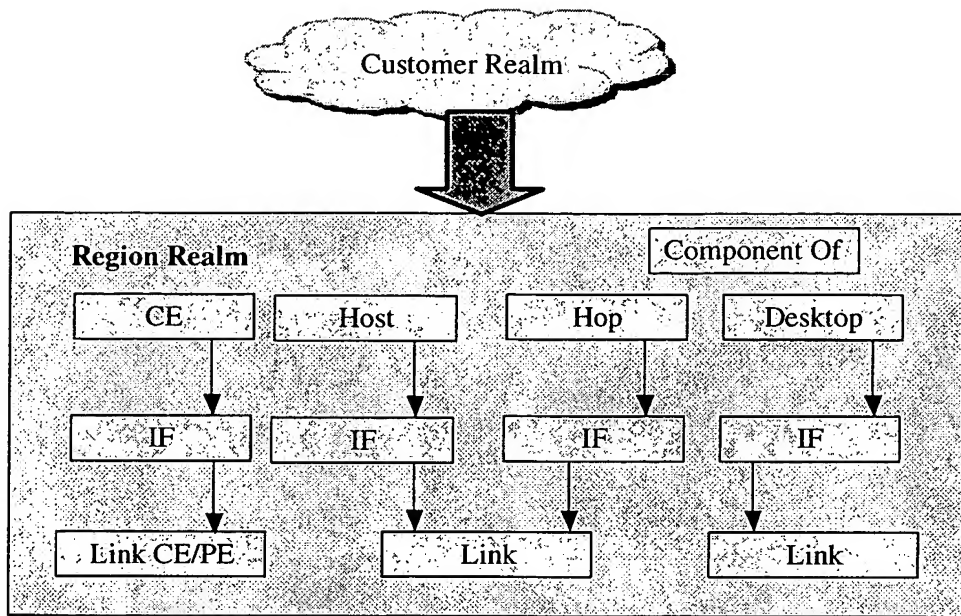 Customer Realm
Component Of
Region Realm
CE
Host
Hop
Desktop
IF
IF
IF
IF
Link CE/PE
Link
Link